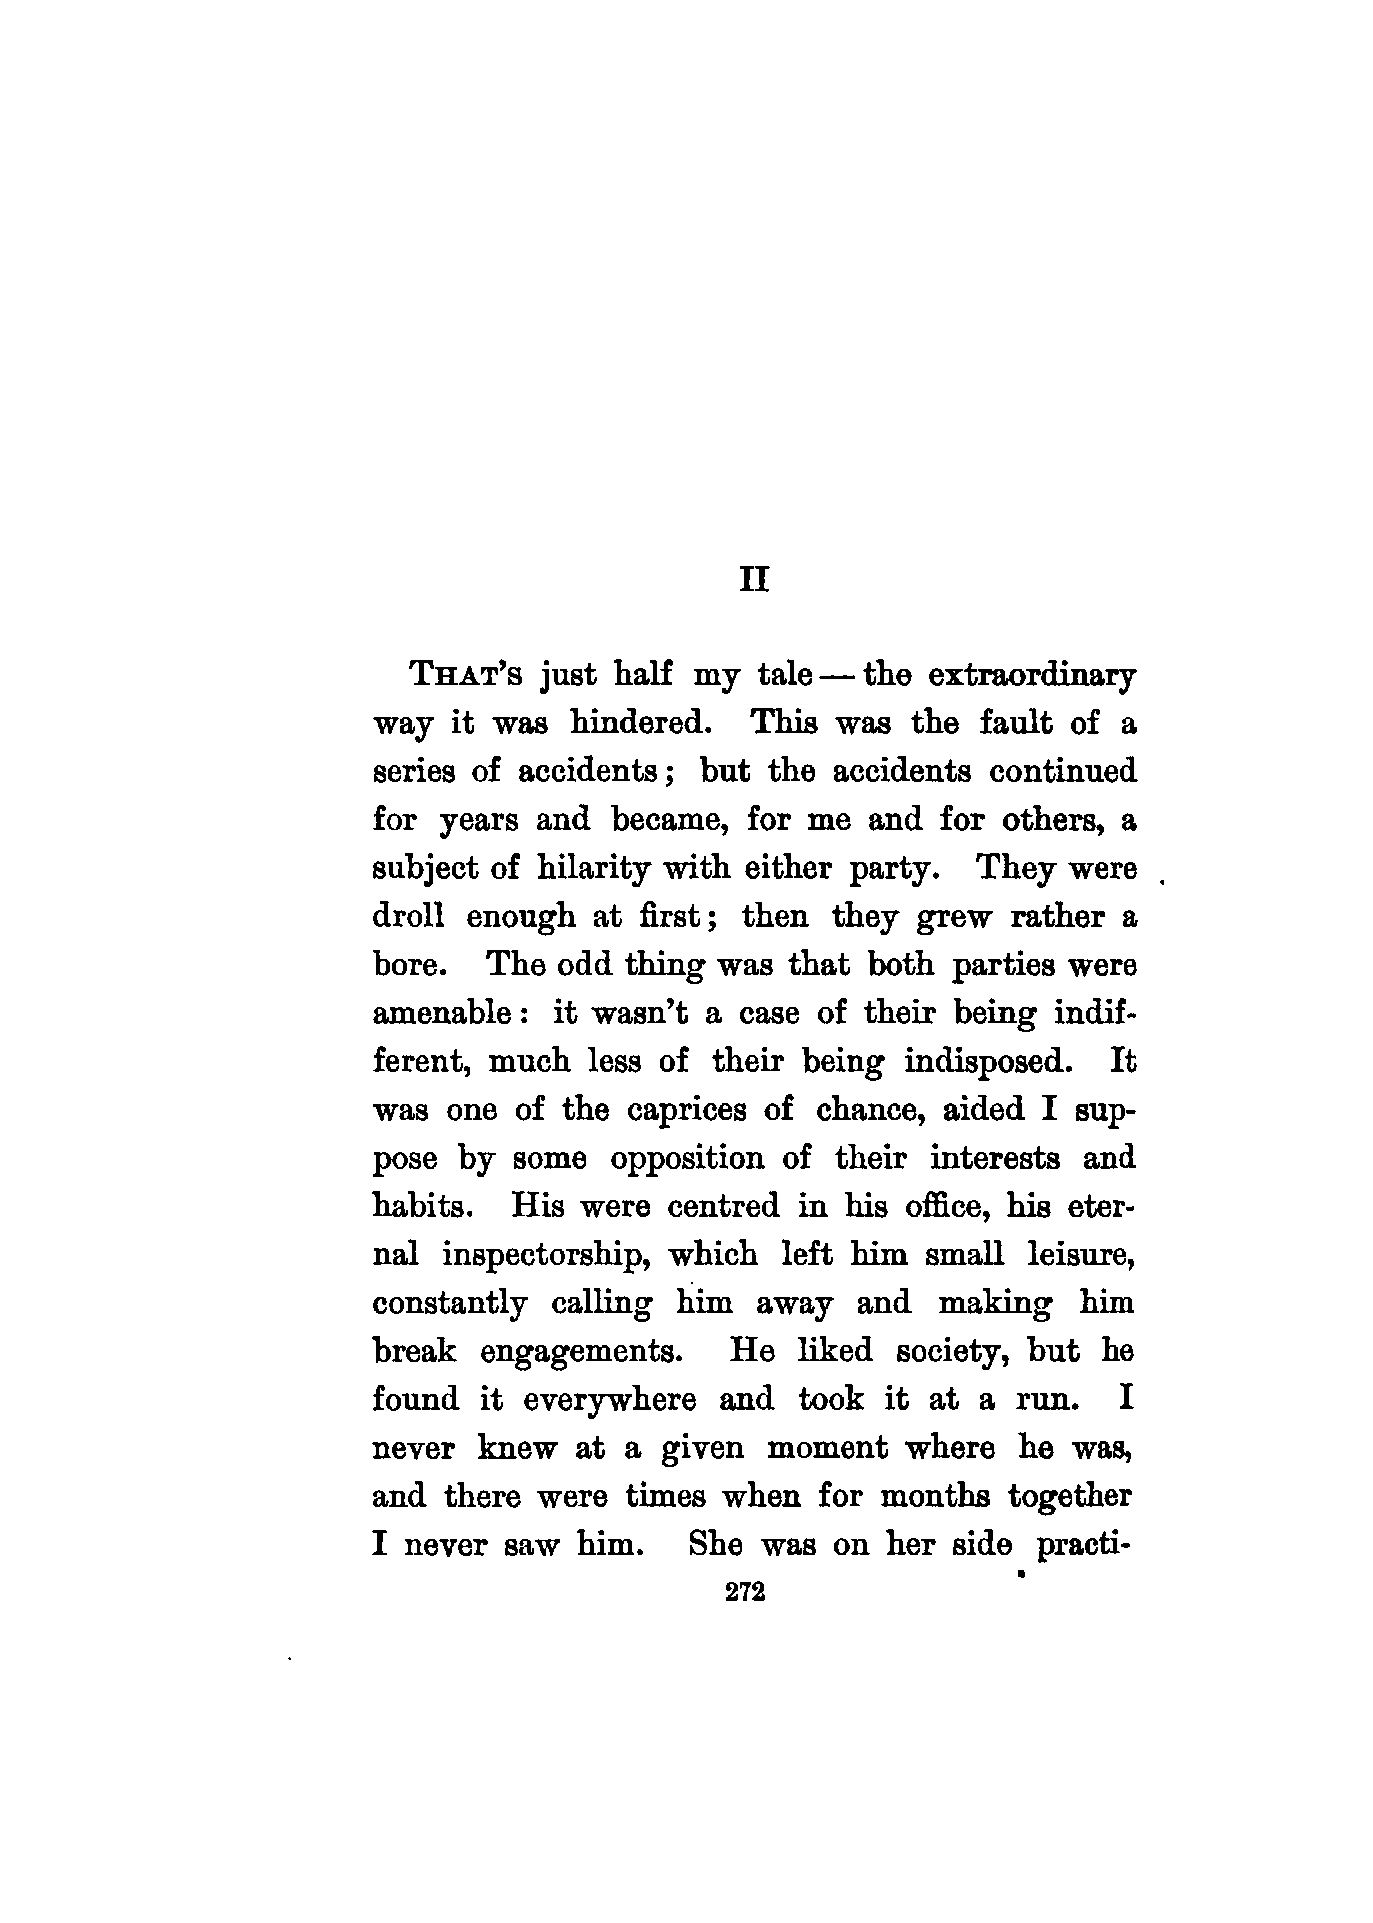 II
THAT'S just half my tale — the extraordinary
way it was hindered. This was the fault of a
series of accidents; but the accidents continued
for years and became, for me and for others, a
subject of hilarity with either party. They were
droll enough at first; then they grew rather a
bore. The odd thing was that both parties were
amenable: it wasn't a case of their being indif-
ferent, much less of their being indisposed. It
was one of the caprices of chance, aided I sup-
pose by some opposition of their interests and
habits. His were centred in his office, his eter-
nal inspectorship, which left him small leisure,
constantly calling him away and making him
break engagements. He liked society, but he
found it everywhere and took it at a run. I
never knew at a given moment where he was,
and there were times when for months together
I never saw him. She was on her side practi-
272